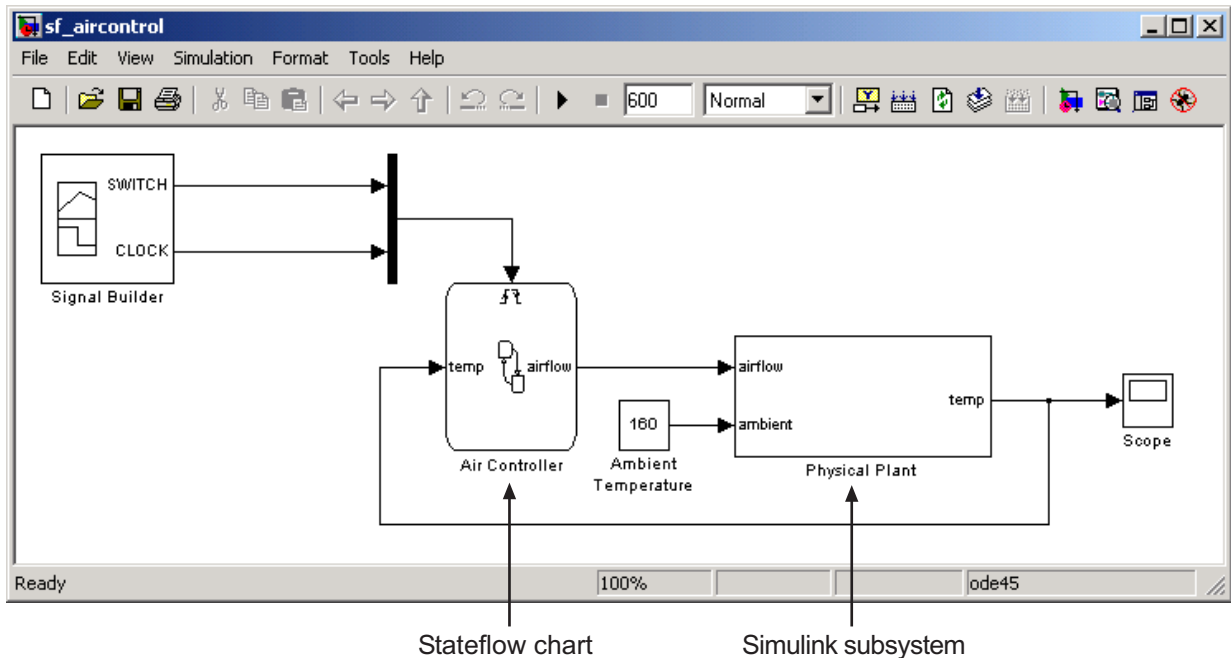 sf_aircontrol
File Edit View Simulation Format Tools Help
600 Normal
SWITCH
CLOCK
Signal Builder
temp airflow
Air Controller
160
Ambient
Temperature
airflow
ambient
temp
Physical Plant
Scope
Ready 100% ode45
Stateflow chart Simulink subsystem